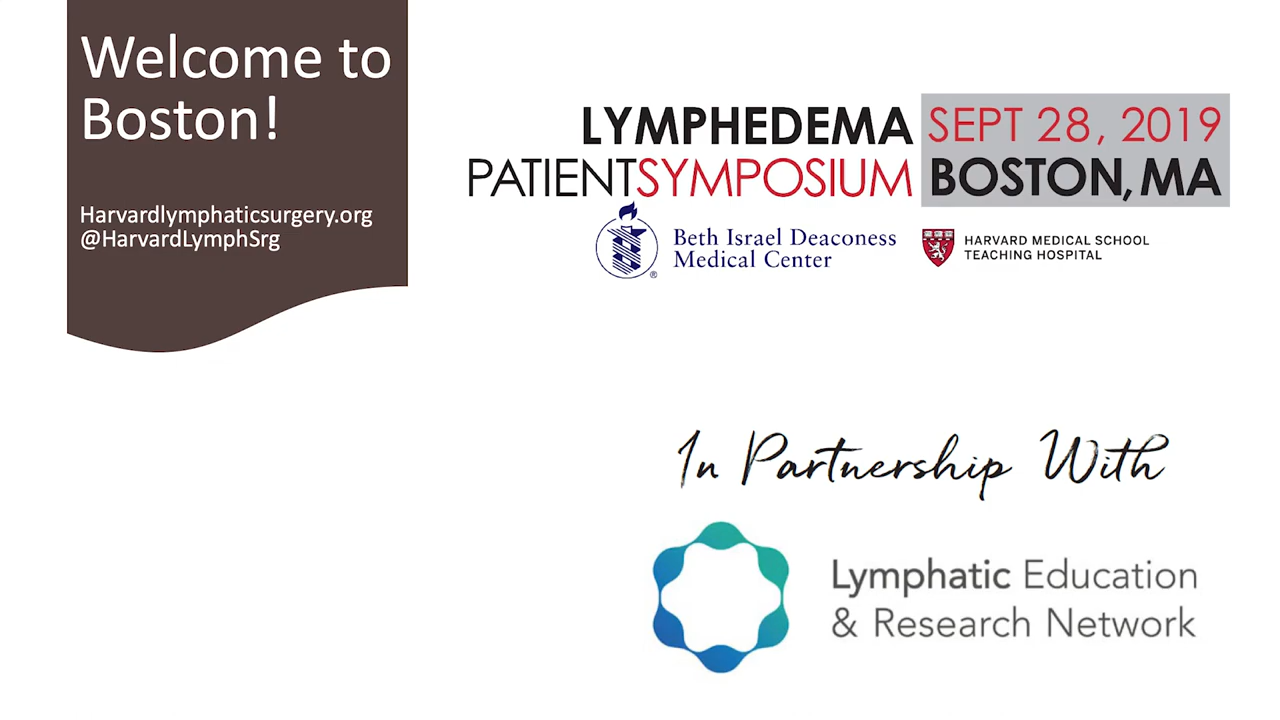 Welcome to
Boston!
Harvardlymphaticsurgery.org
@HarvardLymphSrg
LYMPHEDEMA SEPT 28, 2019
PATIENTSYMPOSIUM BOSTON, MA
Beth Israel Deaconess
Medical Center
HARVARD MEDICAL SCHOOL
TEACHING HOSPITAL
In Partnership With
Lymphatic Education
& Research Network